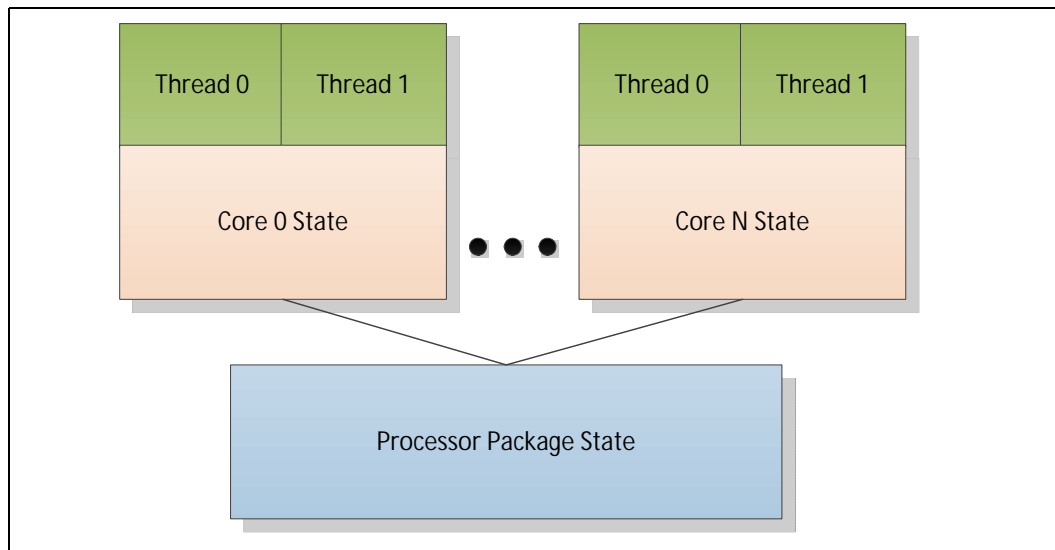 Thread 0
Thread 1
Thread 0
Thread 1
Core 0 State
Core N State
Processor Package State